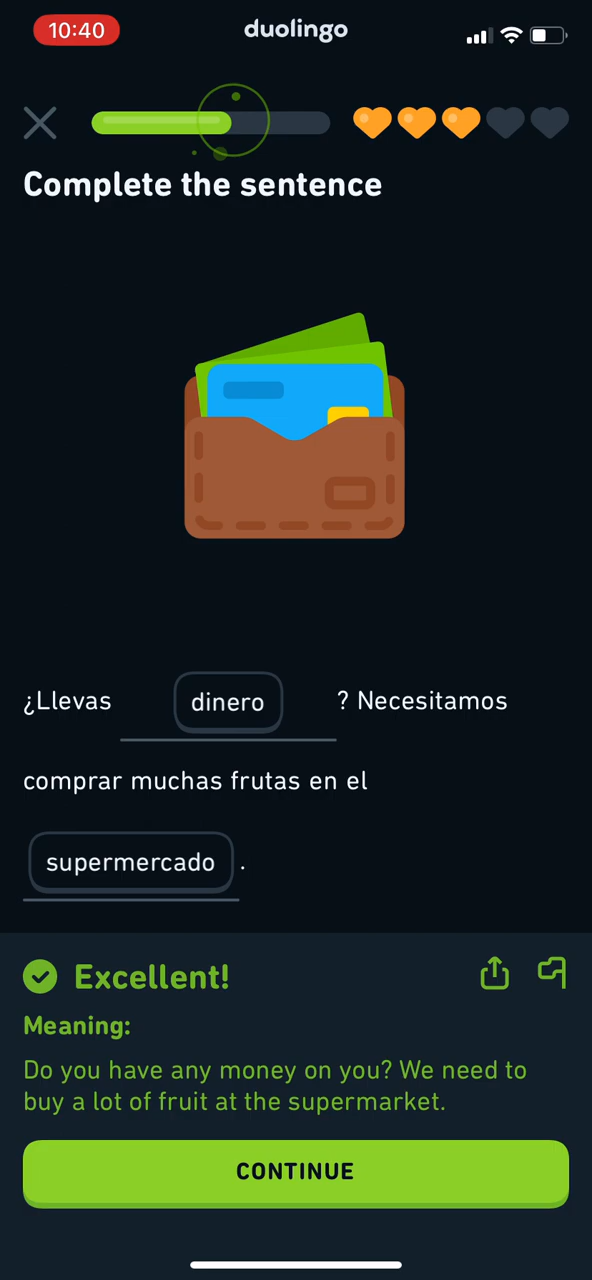 10:40
duolingo
Complete the sentence
¿Llevas dinero ? Necesitamos
comprar muchas frutas en el
supermercado .
Excellent!
Meaning:
Do you have any money on you? We need to
buy a lot of fruit at the supermarket.
CONTINUE